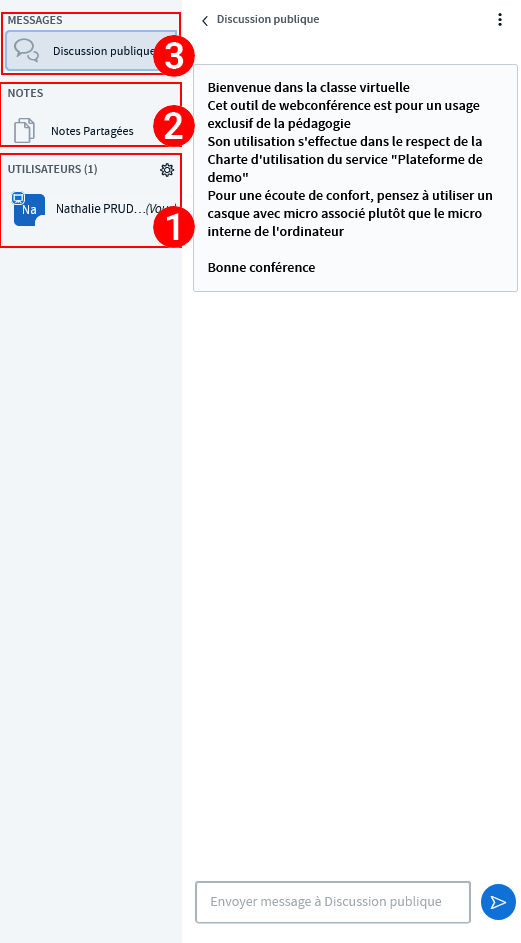 MESSAGES
Discussion publique
3
NOTES
Notes Partagées
2
UTILISATEURS (1)
Na
Nathalie PRUD...(Vou
1
Discussion publique
Bienvenue dans la classe virtuelle
Cet outil de webconférence est pour un usage
exclusif de la pédagogie
Son utilisation s'effectue dans le respect de la
Charte d'utilisation du service "Plateforme de
demo"
Pour une écoute de confort, pensez à utiliser un
casque avec micro associé plutôt que le micro
interne de l'ordinateur
Bonne conférence
Envoyer message à Discussion publique